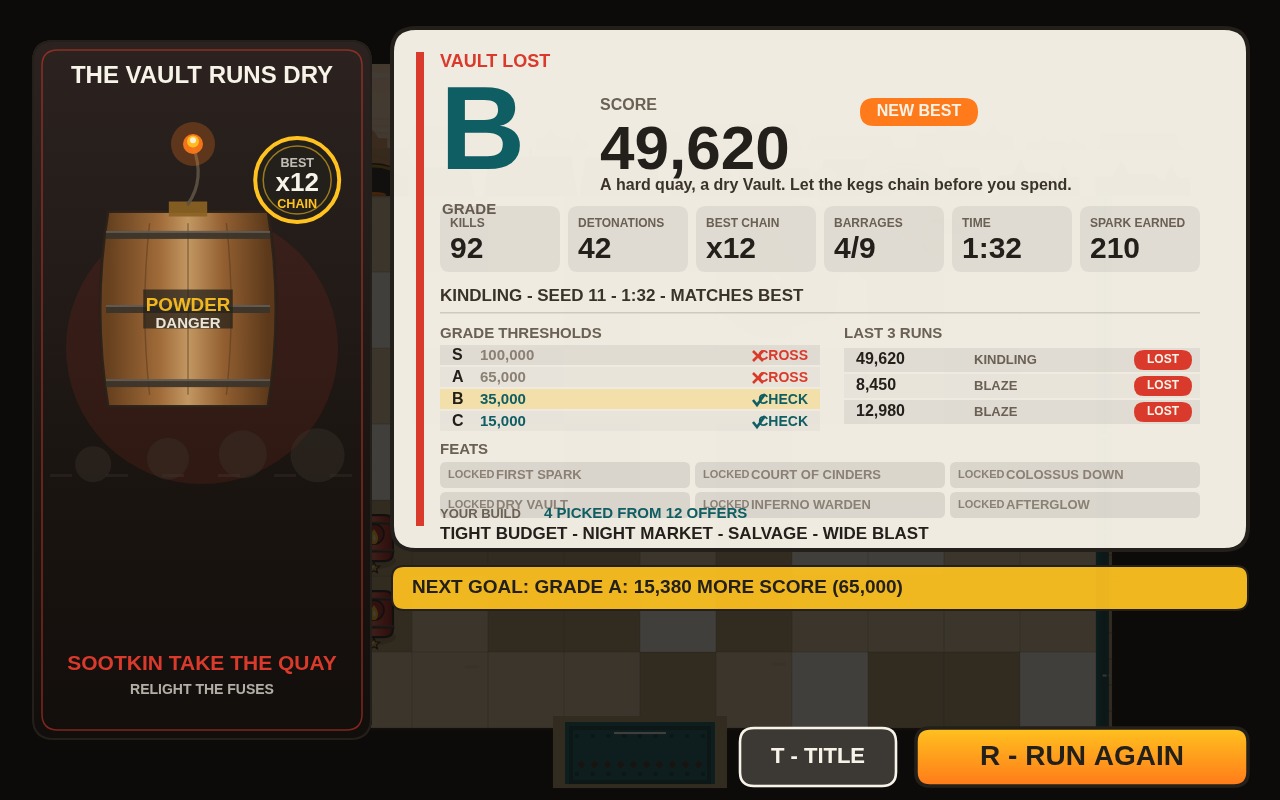 THE VAULT RUNS DRY
BEST
x12
CHAIN
POWDER
DANGER
SOOTKIN TAKE THE QUAY
RELIGHT THE FUSES
VAULT LOST
B
GRADE
SCORE
49,620
NEW BEST
A hard quay, a dry Vault. Let the kegs chain before you spend.
KILLS
92
DETONATIONS
42
BEST CHAIN
x12
BARRAGES
4/9
TIME
1:32
SPARK EARNED
210
KINDLING - SEED 11 - 1:32 - MATCHES BEST
GRADE THRESHOLDS
S 100,000 CROSS
A 65,000 CROSS
B 35,000 CHECK
C 15,000 CHECK
LAST 3 RUNS
49,620 KINDLING LOST
8,450 BLAZE LOST
12,980 BLAZE LOST
FEATS
LOCKED FIRST SPARK
LOCKED COURT OF CINDERS
LOCKED COLOSSUS DOWN
LOCKED DRY VAULT
LOCKED INFERNO WARDEN
LOCKED AFTERGLOW
YOUR BUILD 4 PICKED FROM 12 OFFERS
TIGHT BUDGET - NIGHT MARKET - SALVAGE - WIDE BLAST
NEXT GOAL: GRADE A: 15,380 MORE SCORE (65,000)
T - TITLE
R - RUN AGAIN